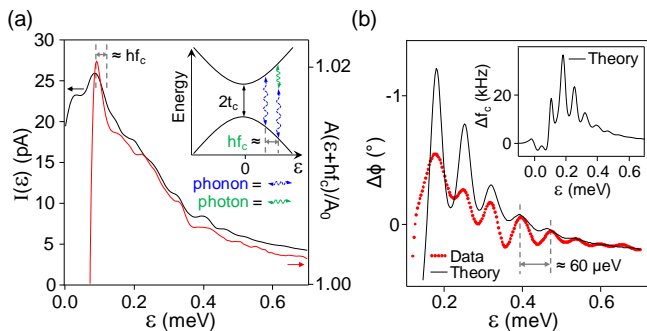 (a)
≈ hf_c
30
25
20
15
10
5
0
I(ε) (pA)
0.0 0.2 0.4 0.6
ε (meV)
1.02
1.00
A(ε+hf_c)/A_0
Energy
2t_c
hf_c ≈
0
ε
phonon =
photon =
(b)
-1
0
Δϕ (°)
0.2 0.4 0.6
ε (meV)
Data
Theory
≈ 60 µeV
Theory
40
20
0
Δf_c (kHz)
0.0 0.2 0.4 0.6
ε (meV)